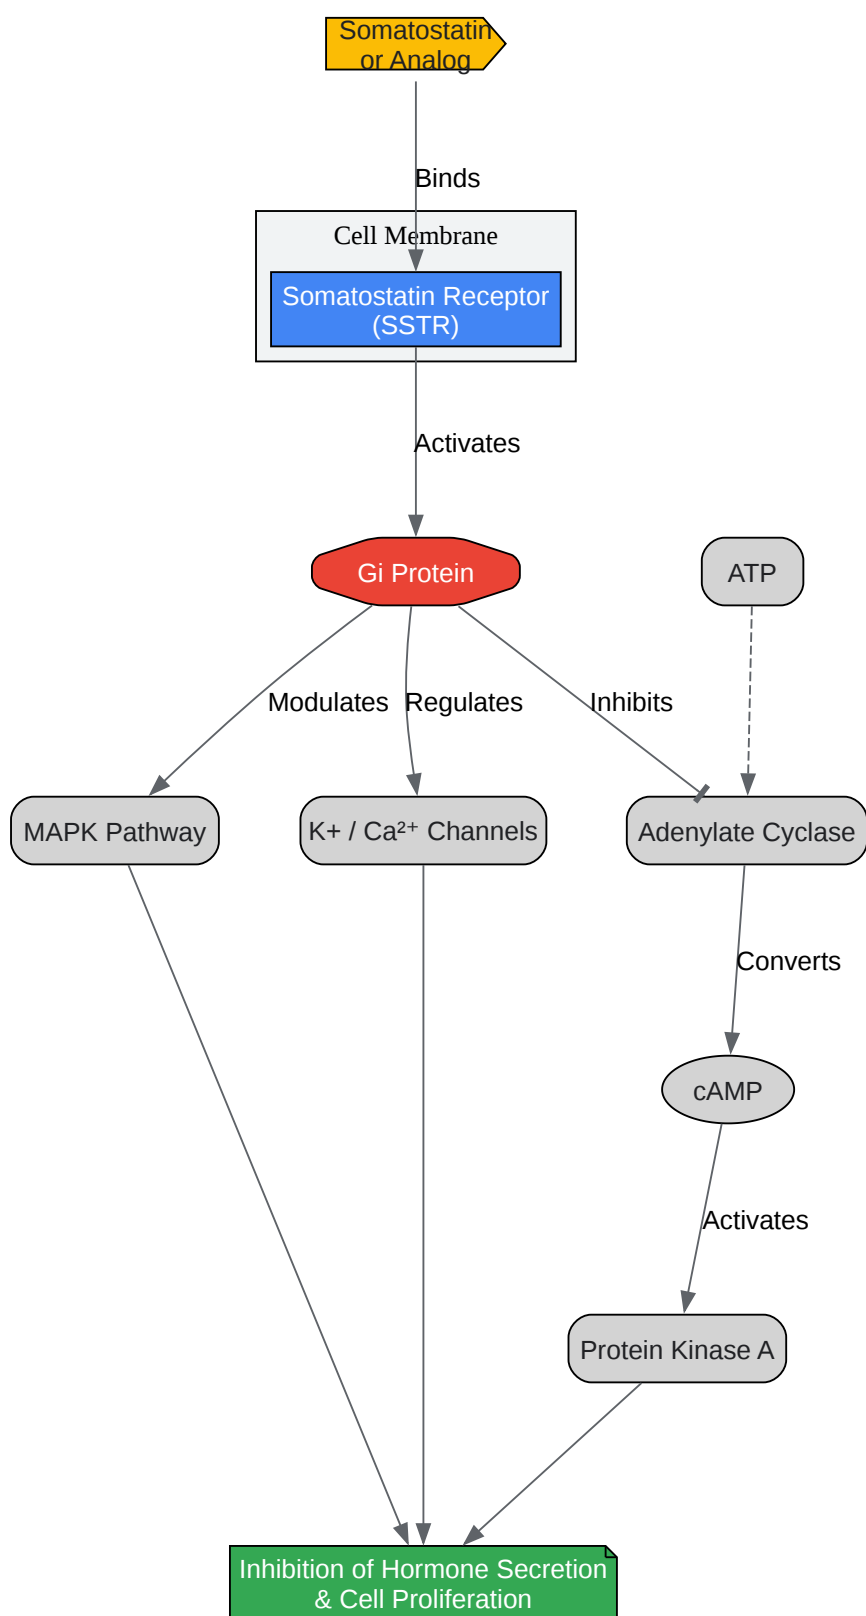 Somatostatin
or Analog
Binds
Cell Membrane
Somatostatin Receptor
(SSTR)
Activates
Gi Protein
ATP
Modulates
Regulates
Inhibits
MAPK Pathway
K+ / Ca²⁺ Channels
Adenylate Cyclase
Converts
cAMP
Activates
Protein Kinase A
Inhibition of Hormone Secretion
& Cell Proliferation